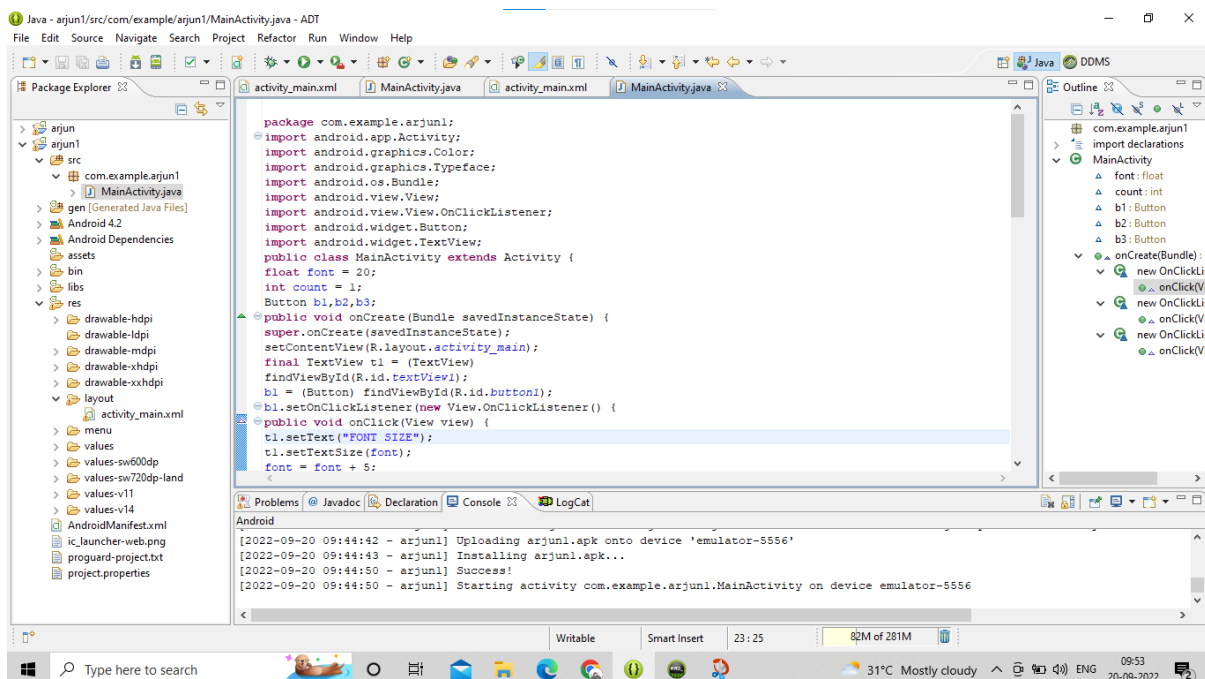 Java - arjun1/src/com/example/arjun1/MainActivity.java - ADT
File Edit Source Navigate Search Project Refactor Run Window Help
Java DDMS
Package Explorer
arjun
arjun1
src
com.example.arjun1
MainActivity.java
gen [Generated Java Files]
Android 4.2
Android Dependencies
assets
bin
libs
res
drawable-hdpi
drawable-ldpi
drawable-mdpi
drawable-xhdpi
drawable-xxhdpi
layout
activity_main.xml
menu
values
values-sw600dp
values-sw720dp-land
values-v11
values-v14
AndroidManifest.xml
ic_launcher-web.png
proguard-project.txt
project.properties
activity_main.xml MainActivity.java activity_main.xml MainActivity.java
package com.example.arjun1;
import android.app.Activity;
import android.graphics.Color;
import android.graphics.Typeface;
import android.os.Bundle;
import android.view.View;
import android.view.View.OnClickListener;
import android.widget.Button;
import android.widget.TextView;
public class MainActivity extends Activity {
float font = 20;
int count = 1;
Button b1,b2,b3;
public void onCreate(Bundle savedInstanceState) {
super.onCreate(savedInstanceState);
setContentView(R.layout.activity_main);
final TextView t1 = (TextView)
findViewById(R.id.textView1);
b1 = (Button) findViewById(R.id.button1);
b1.setOnClickListener(new View.OnClickListener() {
public void onClick(View view) {
t1.setText("FONT SIZE");
t1.setTextSize(font);
font = font + 5;
Outline
com.example.arjun1
import declarations
MainActivity
font : float
count : int
b1 : Button
b2 : Button
b3 : Button
onCreate(Bundle) :
new OnClickLi
onClick(V
new OnClickLi
onClick(V
new OnClickLi
onClick(V
Problems @ Javadoc Declaration Console LogCat
Android
[2022-09-20 09:44:42 - arjun1] Uploading arjun1.apk onto device 'emulator-5556'
[2022-09-20 09:44:43 - arjun1] Installing arjun1.apk...
[2022-09-20 09:44:50 - arjun1] Success!
[2022-09-20 09:44:50 - arjun1] Starting activity com.example.arjun1.MainActivity on device emulator-5556
Writable Smart Insert 23 : 25 82M of 281M
Type here to search
31°C Mostly cloudy ENG 09:53
20-09-2022